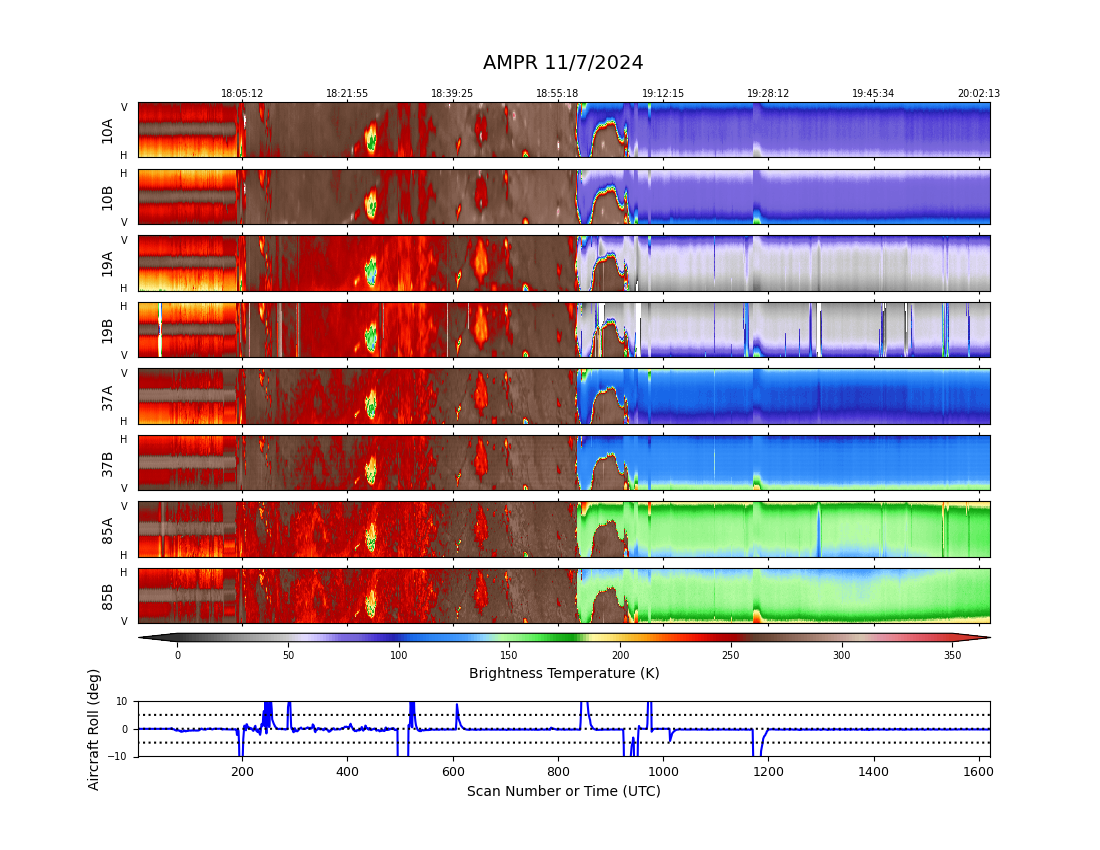 AMPR 11/7/2024
18:05:12 18:21:55 18:39:25 18:55:18 19:12:15 19:28:12 19:45:34 20:02:13
V
10A
H
H
10B
V
V
19A
H
H
19B
V
V
37A
H
H
37B
V
V
85A
H
H
85B
V
0 50 100 150 200 250 300 350
Brightness Temperature (K)
Aircraft Roll (deg)
10
0
−10
200 400 600 800 1000 1200 1400 1600
Scan Number or Time (UTC)